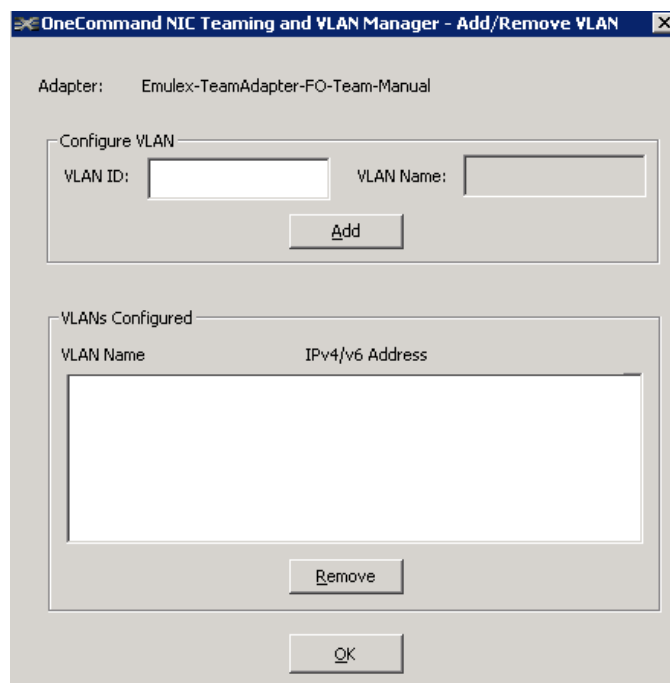 OneCommand NIC Teaming and VLAN Manager - Add/Remove VLAN
Adapter: Emulex-TeamAdapter-FO-Team-Manual
Configure VLAN
VLAN ID: VLAN Name:
Add
VLANs Configured
VLAN Name IPv4/v6 Address
Remove
OK